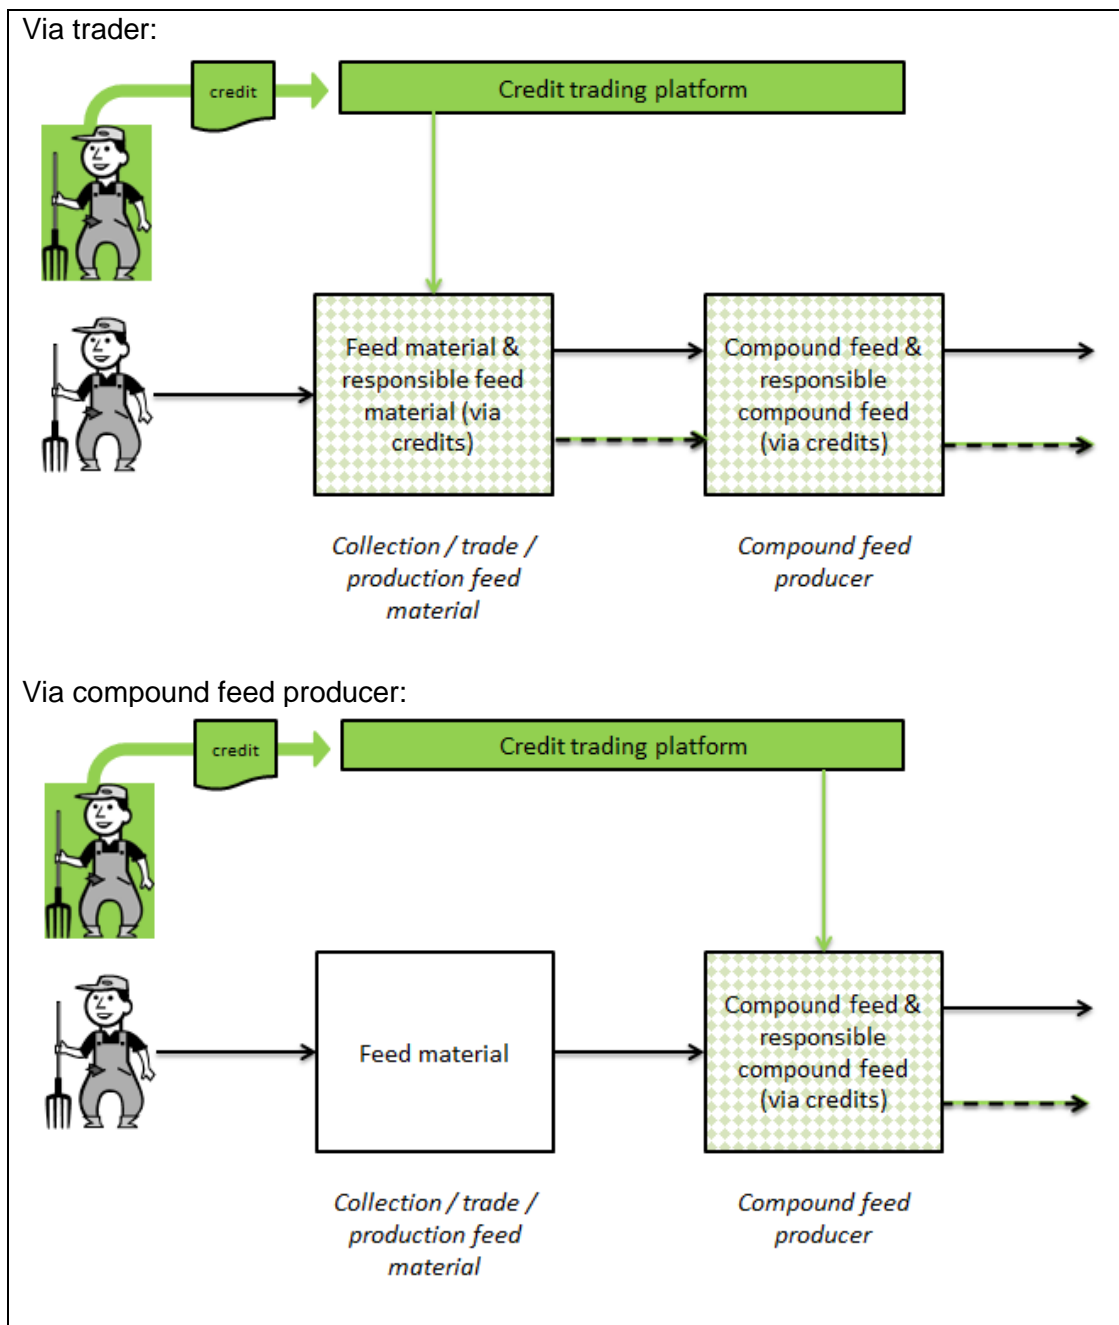 Via trader:
credit
Credit trading platform
Feed material &
responsible feed
material (via
credits)
Compound feed &
responsible
compound feed
(via credits)
Collection / trade /
production feed
material
Compound feed
producer
Via compound feed producer:
credit
Credit trading platform
Feed material
Compound feed &
responsible
compound feed
(via credits)
Collection / trade /
production feed
material
Compound feed
producer